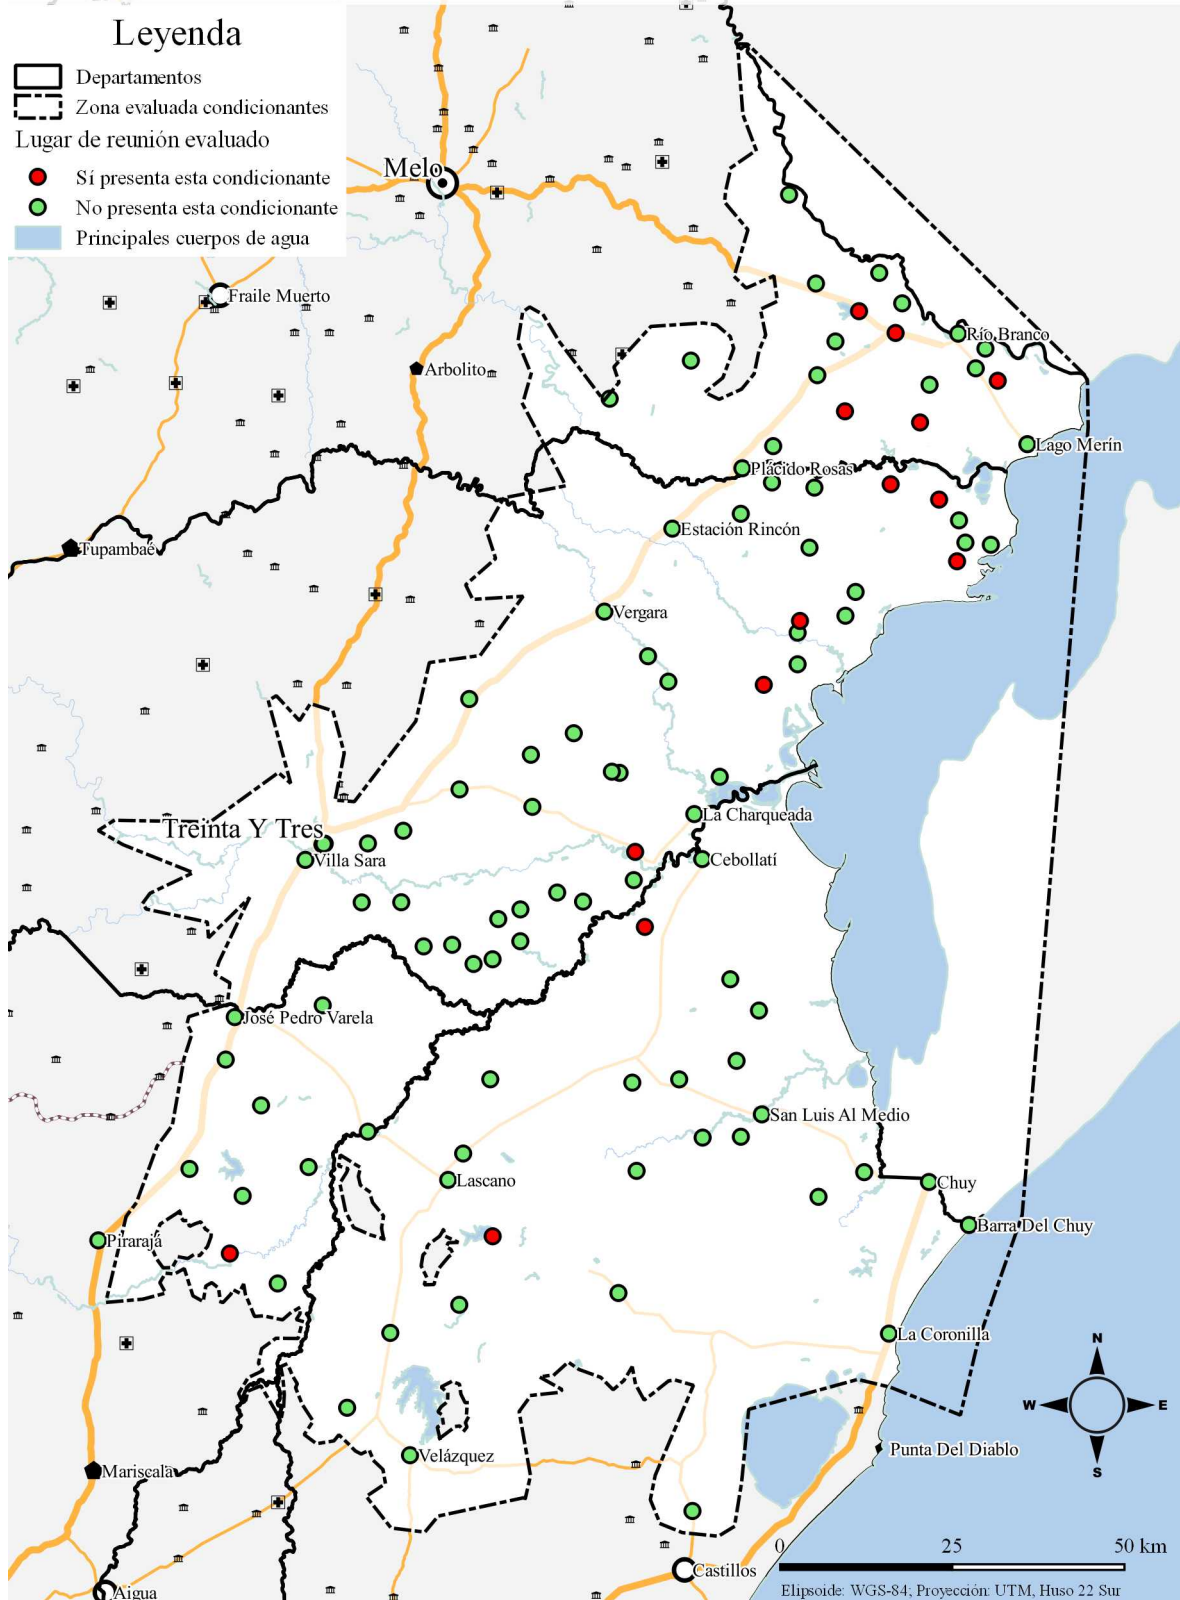 Leyenda
Departamentos
Zona evaluada condicionantes
Lugar de reunión evaluado
Sí presenta esta condicionante
No presenta esta condicionante
Principales cuerpos de agua
Melo
Fraile Muerto
Río Branco
Arbolito
Lago Merín
Plácido Rosas
Estación Rincón
Tupambaé
Vergara
La Charqueada
Treinta Y Tres
Villa Sara
Cebollatí
José Pedro Varela
San Luis Al Medio
Lascano
Chuy
Barra Del Chuy
Pirarajá
La Coronilla
N
W
E
S
Punta Del Diablo
Velázquez
Mariscala
0 25 50 km
Castillos
Aigua
Elipsoide: WGS-84; Proyección: UTM, Huso 22 Sur